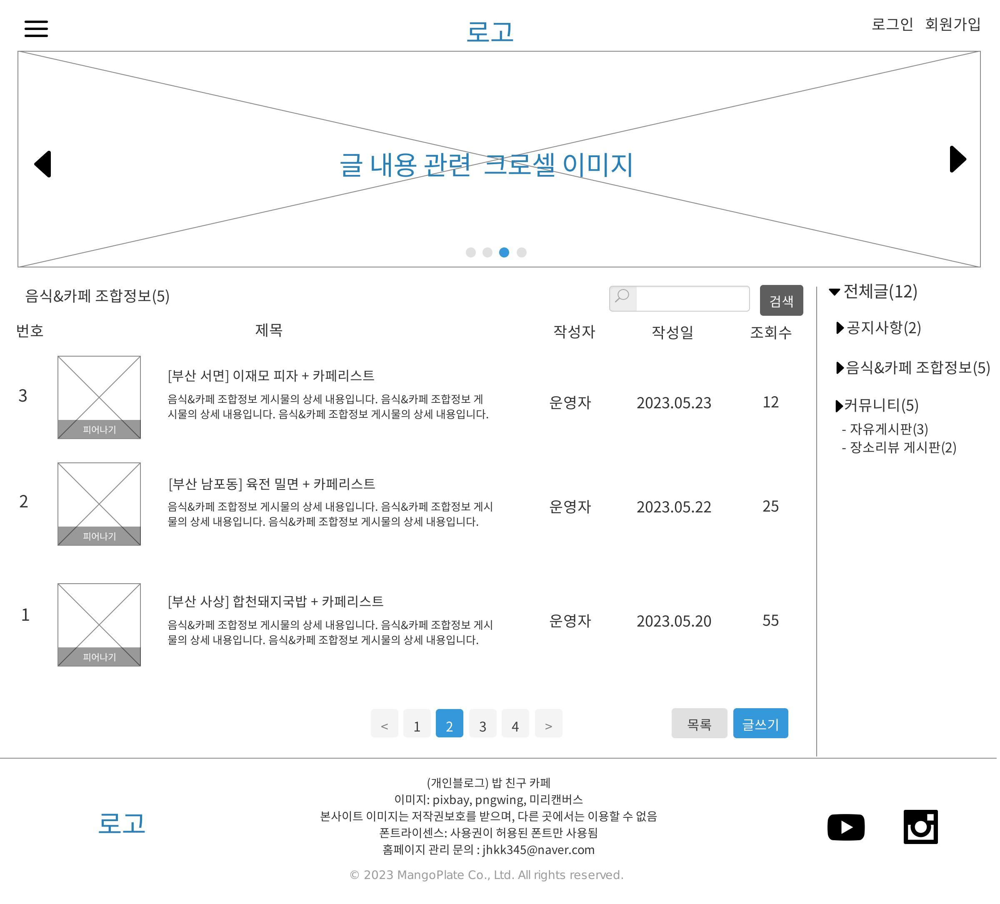 로고
로그인 회원가입
글 내용 관련 크로셀 이미지
음식&카페 조합정보(5)
검색
번호 제목 작성자 작성일 조회수
3
[부산 서면] 이재모 피자 + 카페리스트
음식&카페 조합정보 게시물의 상세 내용입니다. 음식&카페 조합정보 게
시물의 상세 내용입니다. 음식&카페 조합정보 게시물의 상세 내용입니다.
운영자 2023.05.23 12
피어나기
2
[부산 남포동] 육전 밀면 + 카페리스트
음식&카페 조합정보 게시물의 상세 내용입니다. 음식&카페 조합정보 게시
물의 상세 내용입니다. 음식&카페 조합정보 게시물의 상세 내용입니다.
운영자 2023.05.22 25
피어나기
1
[부산 사상] 합천돼지국밥 + 카페리스트
음식&카페 조합정보 게시물의 상세 내용입니다. 음식&카페 조합정보 게시
물의 상세 내용입니다. 음식&카페 조합정보 게시물의 상세 내용입니다.
운영자 2023.05.20 55
피어나기
< 1 2 3 4 >
목록 글쓰기
전체글(12)
공지사항(2)
음식&카페 조합정보(5)
커뮤니티(5)
- 자유게시판(3)
- 장소리뷰 게시판(2)
로고
(개인블로그) 밥 친구 카페
이미지: pixbay, pngwing, 미리캔버스
본사이트 이미지는 저작권보호를 받으며, 다른 곳에서는 이용할 수 없음
폰트라이센스: 사용권이 허용된 폰트만 사용됨
홈페이지 관리 문의 : jhkk345@naver.com
© 2023 MangoPlate Co., Ltd. All rights reserved.